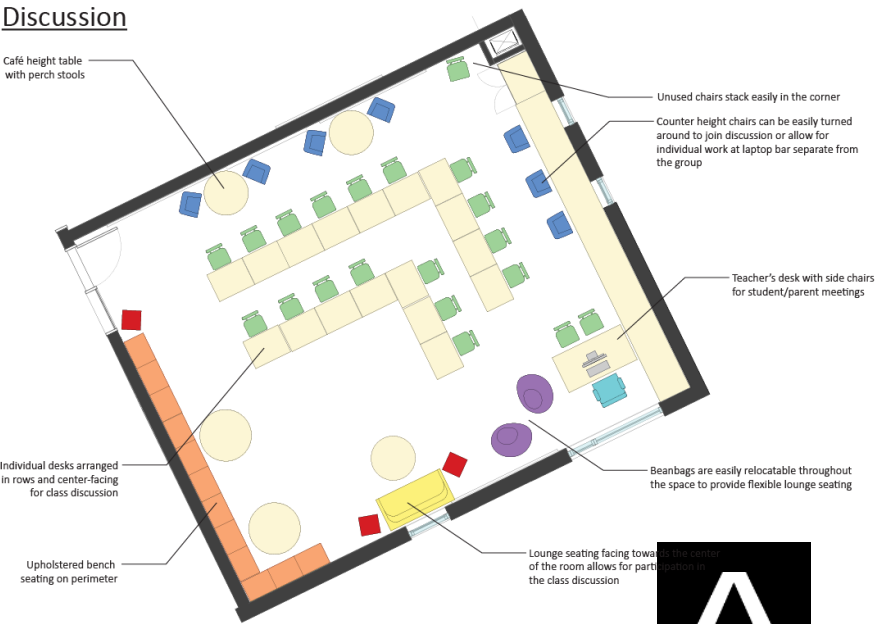 Discussion
Café height table
with perch stools
Unused chairs stack easily in the corner
Counter height chairs can be easily turned
around to join discussion or allow for
individual work at laptop bar separate from
the group
Teacher's desk with side chairs
for student/parent meetings
Individual desks arranged
in rows and center-facing
for class discussion
Beanbags are easily relocatable throughout
the space to provide flexible lounge seating
Upholstered bench
seating on perimeter
Lounge seating facing towards the center
of the room allows for participation in
the class discussion